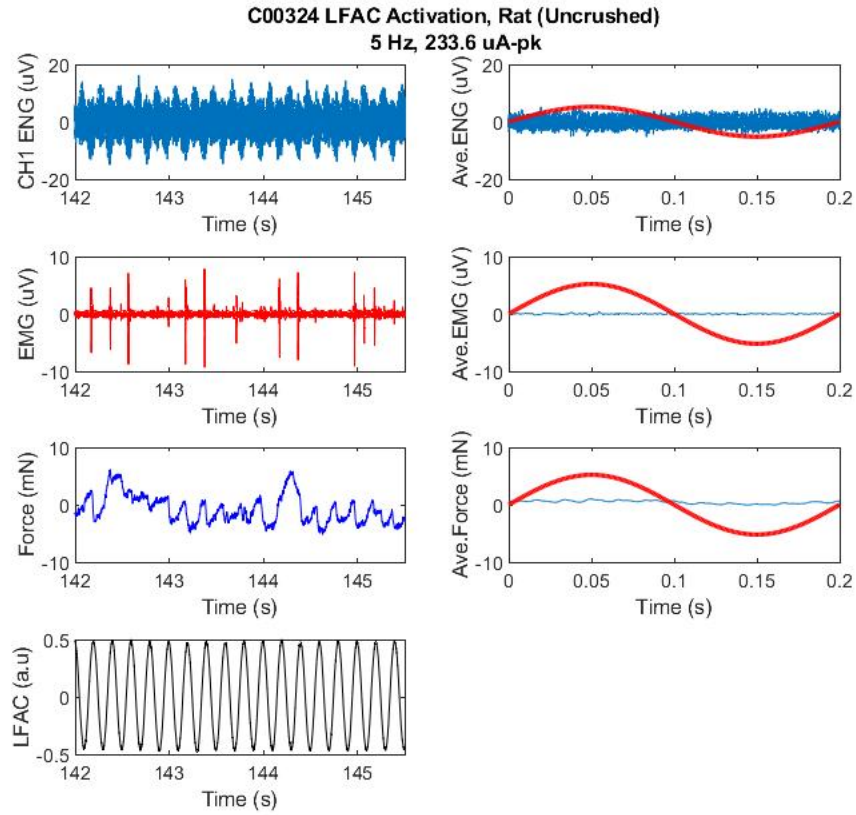 C00324 LFAC Activation, Rat (Uncrushed)
5 Hz, 233.6 uA-pk
CH1 ENG (uV)
20
0
-20
142 143 144 145
Time (s)
Ave.ENG (uV)
20
0
-20
0 0.05 0.1 0.15 0.2
Time (s)
EMG (uV)
10
0
-10
142 143 144 145
Time (s)
Ave.EMG (uV)
10
0
-10
0 0.05 0.1 0.15 0.2
Time (s)
Force (mN)
10
0
-10
142 143 144 145
Time (s)
Ave.Force (mN)
10
0
-10
0 0.05 0.1 0.15 0.2
Time (s)
LFAC (a.u)
0.5
0
-0.5
142 143 144 145
Time (s)